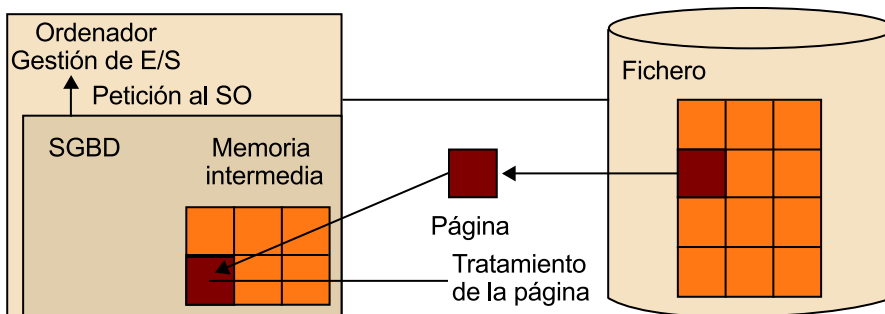 Ordenador
Gestión de E/S
Petición al SO
SGBD
Memoria
intermedia
Página
Tratamiento
de la página
Fichero